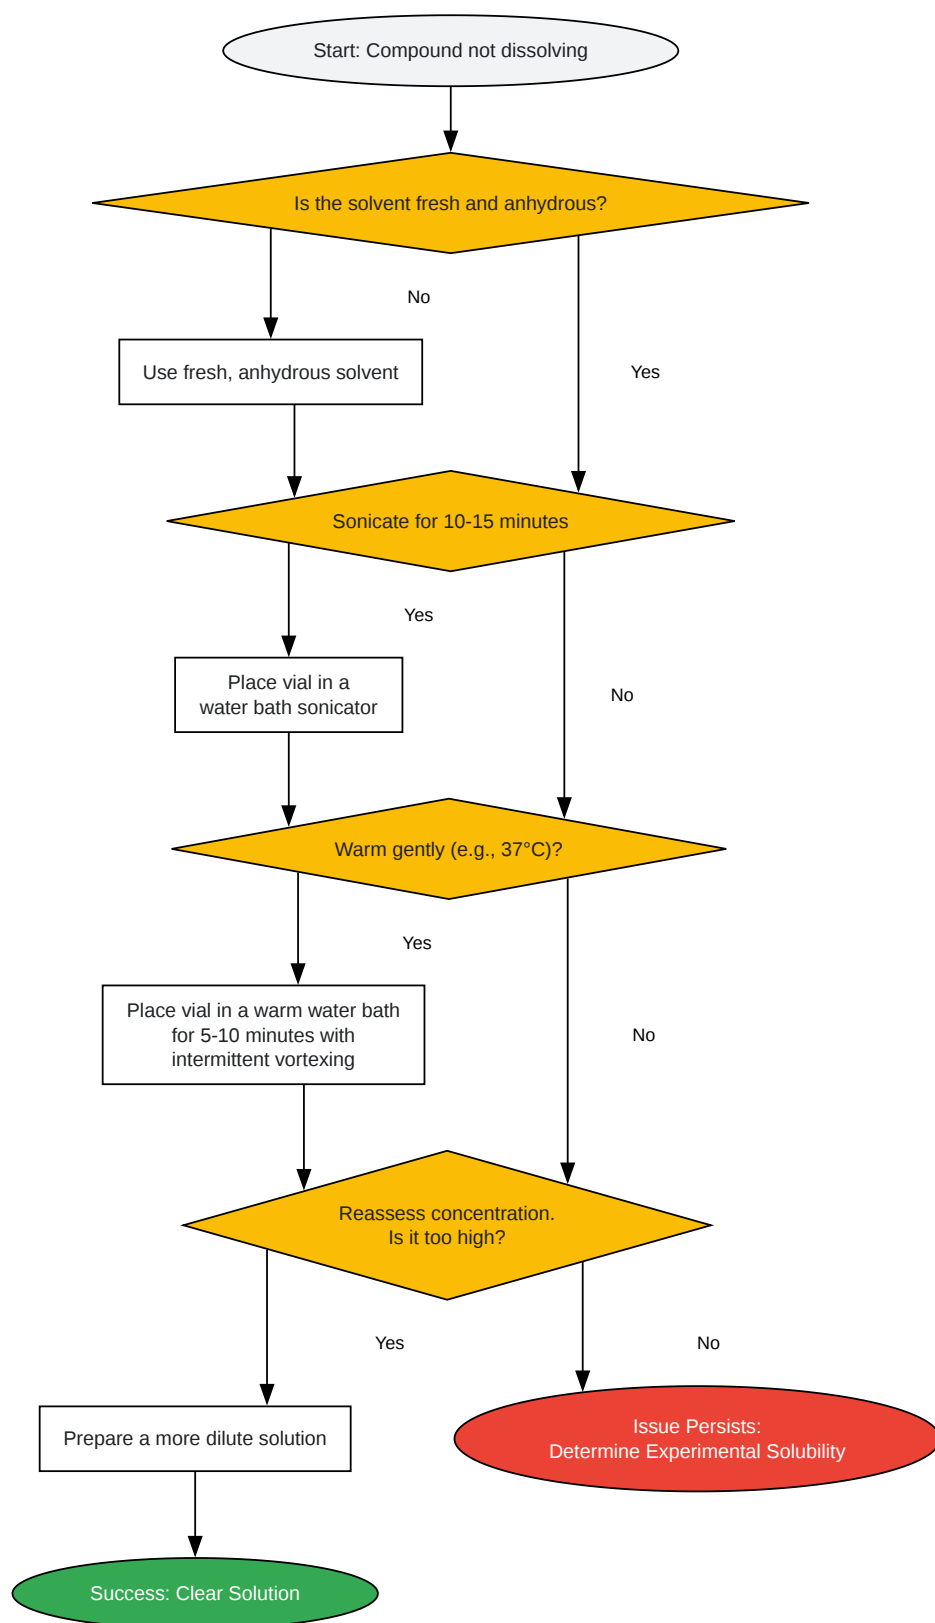 Start: Compound not dissolving
Is the solvent fresh and anhydrous?
No
Use fresh, anhydrous solvent
Yes
Sonicate for 10-15 minutes
Yes
Place vial in a
water bath sonicator
No
Warm gently (e.g., 37°C)?
Yes
Place vial in a warm water bath
for 5-10 minutes with
intermittent vortexing
No
Reassess concentration.
Is it too high?
Yes
No
Prepare a more dilute solution
Issue Persists:
Determine Experimental Solubility
Success: Clear Solution